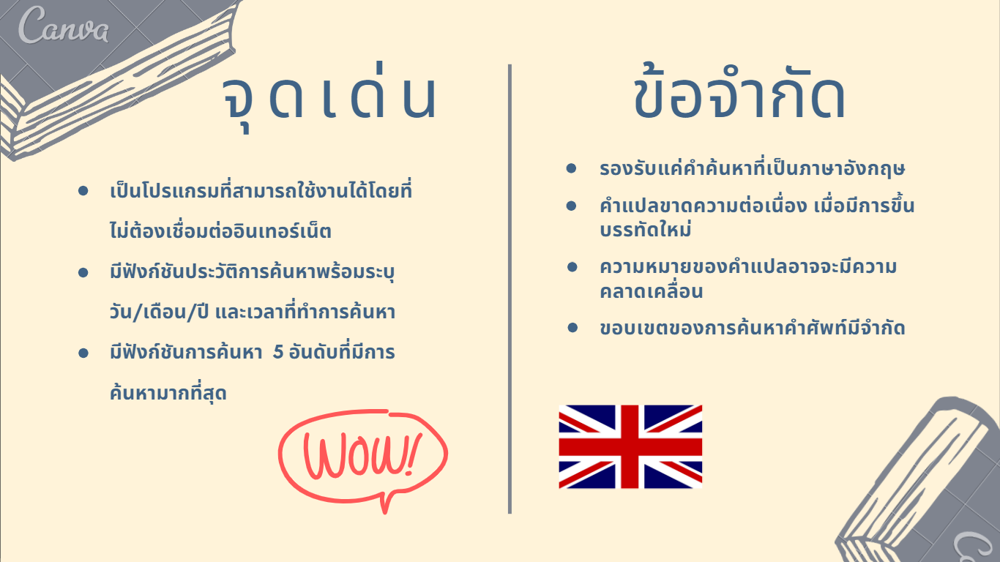 Canva
จุดเด่น
เป็นโปรแกรมที่สามารถใช้งานได้โดยที่
ไม่ต้องเชื่อมต่ออินเทอร์เน็ต
มีฟังก์ชันประวัติการค้นหาพร้อมระบุ
วัน/เดือน/ปี และเวลาที่ทำการค้นหา
มีฟังก์ชันการค้นหา 5 อันดับที่มีการ
ค้นหามากที่สุด
WOW!
ข้อจำกัด
รองรับแค่คำค้นหาที่เป็นภาษาอังกฤษ
คำแปลขาดความต่อเนื่อง เมื่อมีการขึ้น
บรรทัดใหม่
ความหมายของคำแปลอาจจะมีความ
คลาดเคลื่อน
ขอบเขตของการค้นหาคำศัพท์มีจำกัด